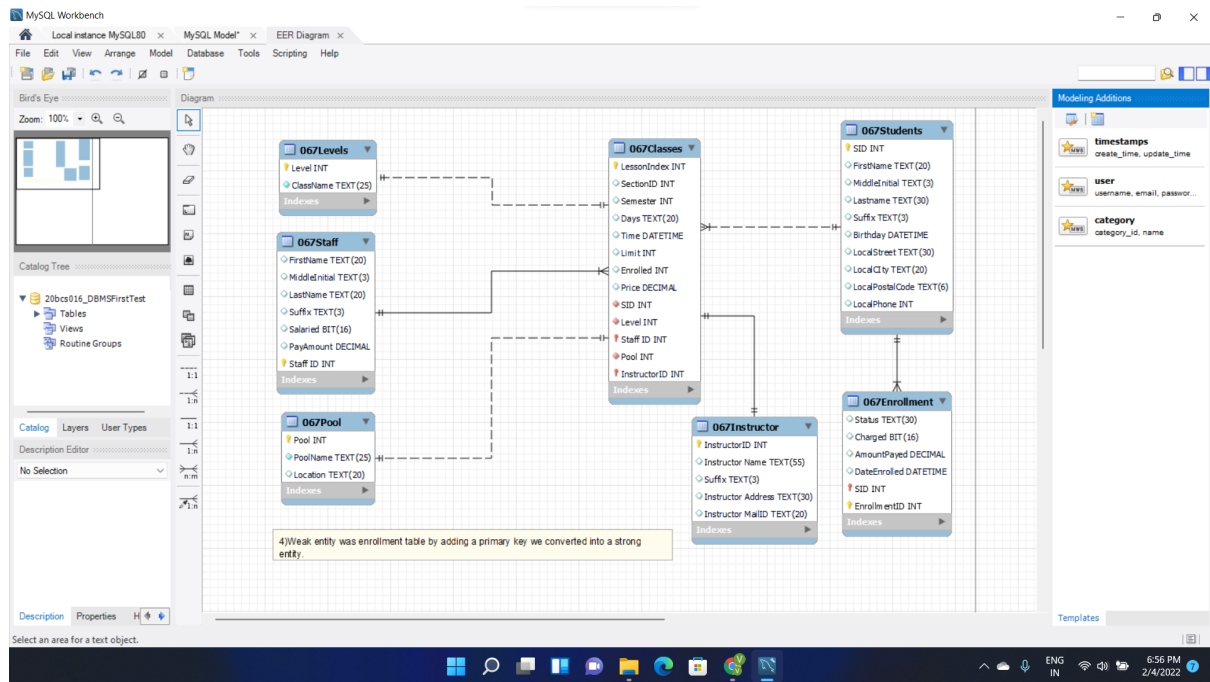 MySQL Workbench
Local instance MySQL80 × MySQL Model* × EER Diagram ×
File Edit View Arrange Model Database Tools Scripting Help
Bird's Eye
Zoom: 100%
Catalog Tree
20bcs016_DBMSFirstTest
Tables
Views
Routine Groups
Catalog Layers User Types
Description Editor
No Selection
Description Properties H
Select an area for a text object.
Diagram
1:1
1:n
1:1
1:n
n:m
1:n
067Levels
Level INT
ClassName TEXT(25)
Indexes
067Staff
FirstName TEXT(20)
MiddleInitial TEXT(3)
LastName TEXT(20)
Suffix TEXT(3)
Salaried BIT(16)
PayAmount DECIMAL
Staff ID INT
Indexes
067Pool
Pool INT
PoolName TEXT(25)
Location TEXT(20)
Indexes
4)Weak entity was enrollment table by adding a primary key we converted into a strong
entity.
067Classes
LessonIndex INT
SectionID INT
Semester INT
Days TEXT(20)
Time DATETIME
Limit INT
Enrolled INT
Price DECIMAL
SID INT
Level INT
Staff ID INT
Pool INT
InstructorID INT
Indexes
067Instructor
InstructorID INT
Instructor Name TEXT(55)
Suffix TEXT(3)
Instructor Address TEXT(30)
Instructor MailID TEXT(20)
Indexes
067Students
SID INT
FirstName TEXT(20)
MiddleInitial TEXT(3)
Lastname TEXT(30)
Suffix TEXT(3)
Birthday DATETIME
LocalStreet TEXT(30)
LocalCIty TEXT(20)
LocalPostalCode TEXT(6)
LocalPhone INT
Indexes
067Enrollment
Status TEXT(30)
Charged BIT(16)
AmountPayed DECIMAL
DateEnrolled DATETIME
SID INT
EnrollmentID INT
Indexes
Modeling Additions
timestamps
create_time, update_time
user
username, email, passwor...
category
category_id, name
Templates
ENG
IN
6:56 PM
2/4/2022
7